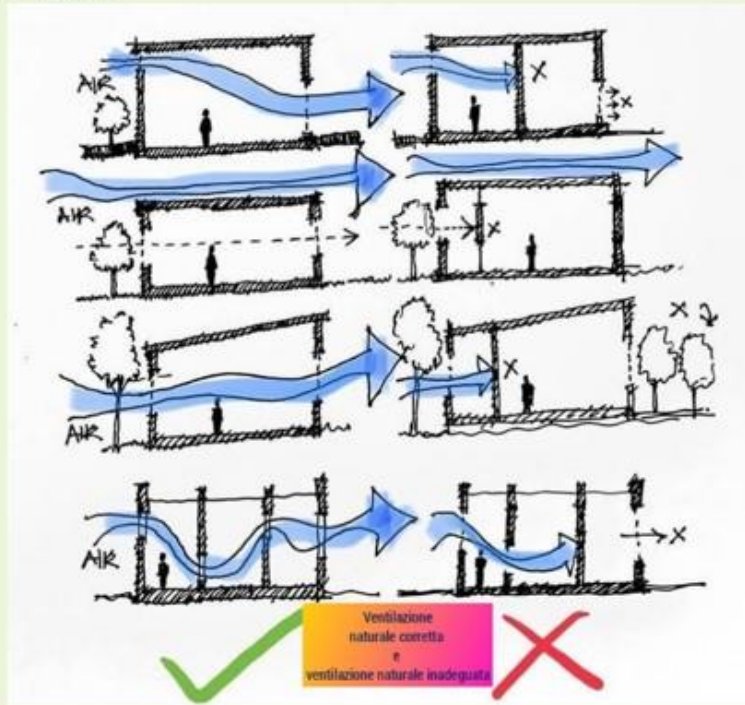 AIR
X
X
AIR
X
X
AIR
X
AIR
X
Ventilazione
naturale corretta
e
ventilazione naturale inadeguata